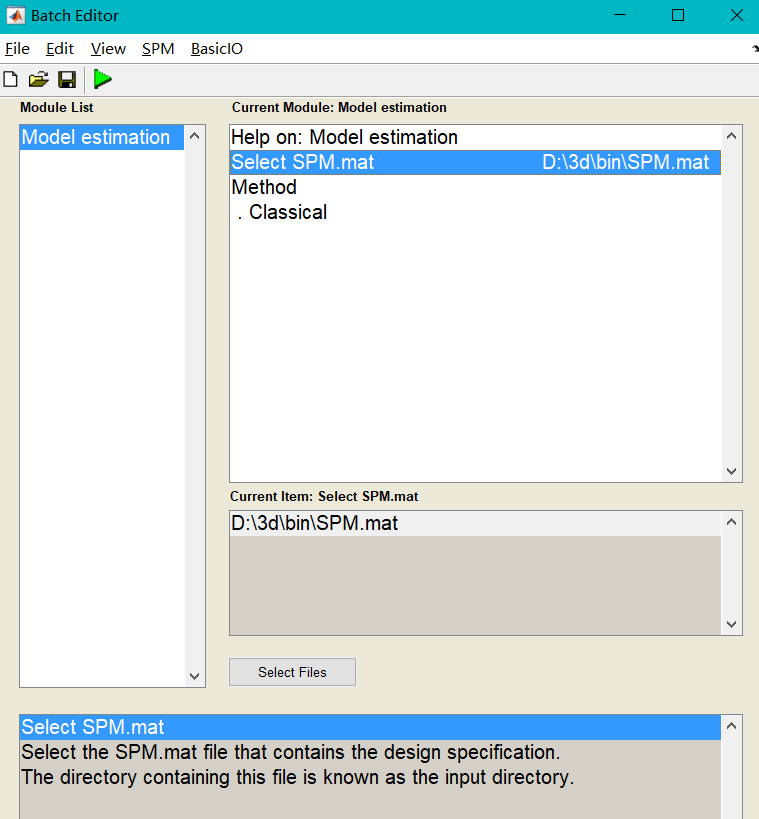 Batch Editor
File Edit View SPM BasicIO
Module List
Model estimation
Current Module: Model estimation
Help on: Model estimation
Select SPM.mat D:\3d\bin\SPM.mat
Method
. Classical
Current Item: Select SPM.mat
D:\3d\bin\SPM.mat
Select Files
Select SPM.mat
Select the SPM.mat file that contains the design specification.
The directory containing this file is known as the input directory.